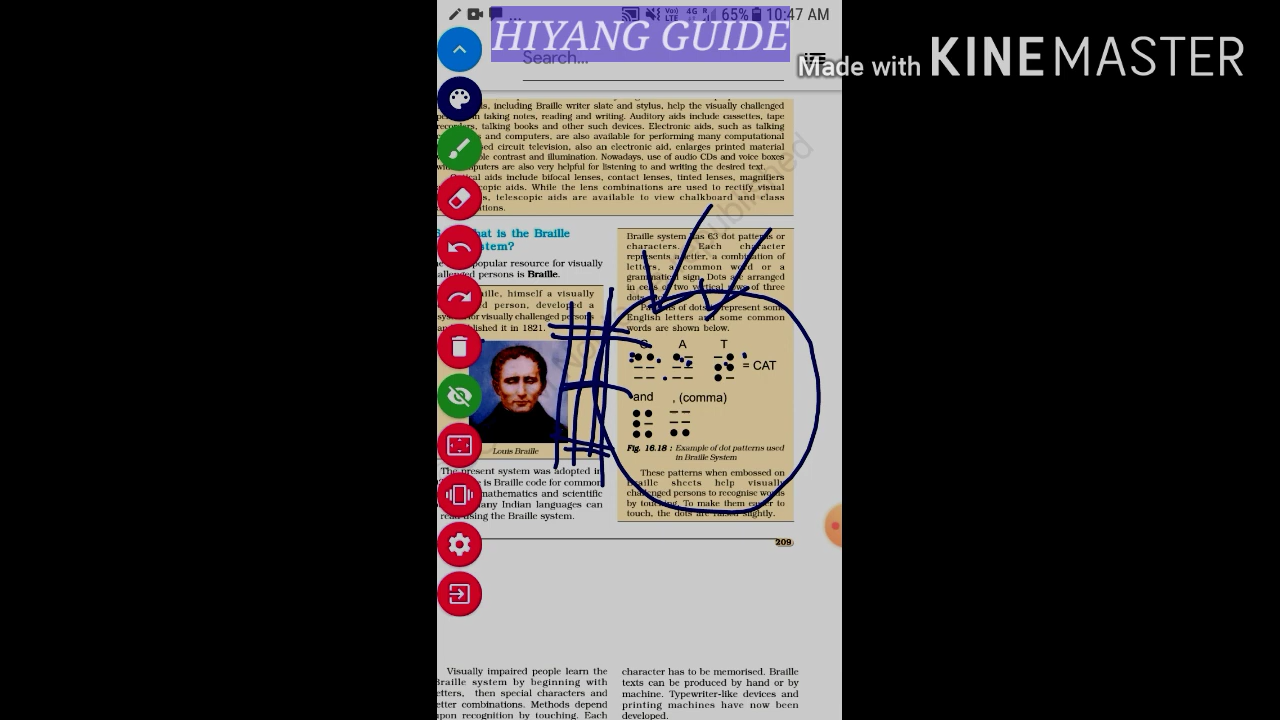 65% 10:47 AM
HIYANG GUIDE
Search...
Made with KINEMASTER
including Braille writer slate and stylus, help the visually challenged
in taking notes, reading and writing. Auditory aids include cassettes, tape
talking books and other such devices. Electronic aids, such as talking
and computers, are also available for performing many computational
circuit television, also an electronic aid, enlarges printed material
contrast and illumination. Nowadays, use of audio CDs and voice boxes
computers are also very helpful for listening to and writing the desired text.
aids include bifocal lenses, contact lenses, tinted lenses, magnifiers
aids. While the lens combinations are used to rectify visual
telescopic aids are available to view chalkboard and class
is the Braille
popular resource for visually
persons is Braille.
himself a visually
person, developed a
for visually challenged persons
published it in 1821.
Louis Braille
The present system was adopted in
is Braille code for common
mathematics and scientific
many Indian languages can
using the Braille system.
Braille system has 63 dot patterns or
characters. Each character
represents a letter, a combination of
letters, a common word or a
grammatical sign. Dots are arranged
in cells of two vertical rows of three
dots
Patterns of dots to represent some
English letters and some common
words are shown below.
C A T
= CAT
and , (comma)
Fig. 16.18 : Example of dot patterns used
in Braille System
These patterns when embossed on
Braille sheets help visually
challenged persons to recognise words
by touching. To make them easier to
touch, the dots are raised slightly.
209
Visually impaired people learn the
Braille system by beginning with
letters, then special characters and
letter combinations. Methods depend
upon recognition by touching. Each
character has to be memorised. Braille
texts can be produced by hand or by
machine. Typewriter-like devices and
printing machines have now been
developed.